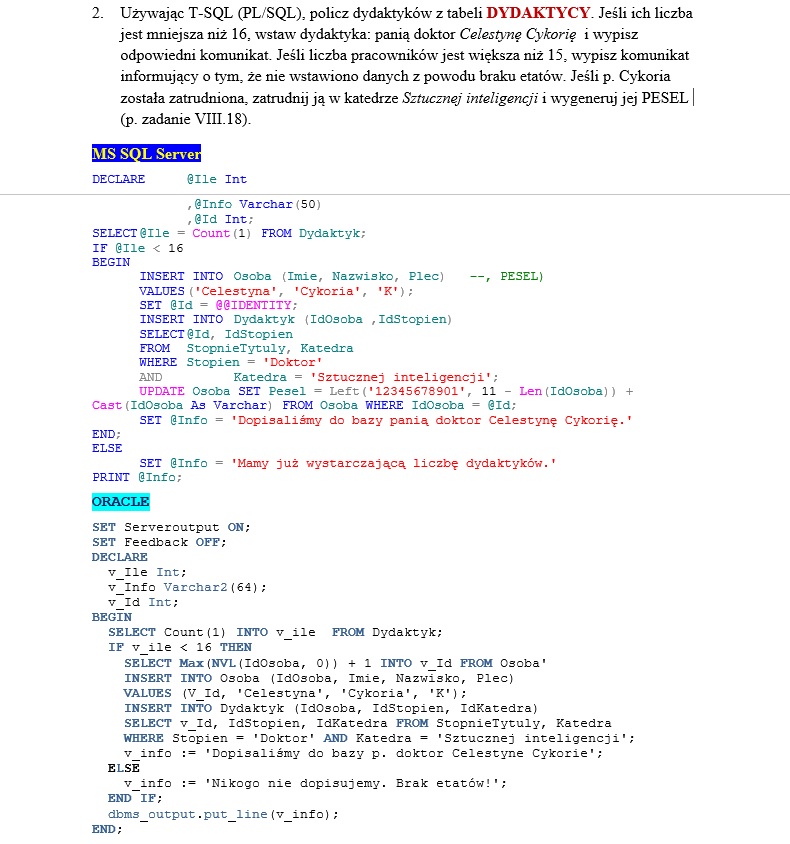 2. Używając T-SQL (PL/SQL), policz dydaktyków z tabeli DYDAKTYCY. Jeśli ich liczba
jest mniejsza niż 16, wstaw dydaktyka: panią doktor Celestynę Cykorię i wypisz
odpowiedni komunikat. Jeśli liczba pracowników jest większa niż 15, wypisz komunikat
informujący o tym, że nie wstawiono danych z powodu braku etatów. Jeśli p. Cykoria
została zatrudniona, zatrudnij ją w katedrze Sztucznej inteligencji i wygeneruj jej PESEL
(p. zadanie VIII.18).
MS SQL Server
DECLARE @Ile Int
,@Info Varchar(50)
,@Id Int;
SELECT@Ile = Count(1) FROM Dydaktyk;
IF @Ile < 16
BEGIN
INSERT INTO Osoba (Imie, Nazwisko, Plec) --, PESEL)
VALUES ('Celestyna', 'Cykoria', 'K');
SET @Id = @@IDENTITY;
INSERT INTO Dydaktyk (IdOsoba ,IdStopien)
SELECT@Id, IdStopien
FROM StopnieTytuly, Katedra
WHERE Stopien = 'Doktor'
AND Katedra = 'Sztucznej inteligencji';
UPDATE Osoba SET Pesel = Left('12345678901', 11 - Len(IdOsoba)) +
Cast(IdOsoba As Varchar) FROM Osoba WHERE IdOsoba = @Id;
SET @Info = 'Dopisaliśmy do bazy panią doktor Celestynę Cykorię.'
END;
ELSE
SET @Info = 'Mamy już wystarczającą liczbę dydaktyków.'
PRINT @Info;
ORACLE
SET Serveroutput ON;
SET Feedback OFF;
DECLARE
v_Ile Int;
v_Info Varchar2(64);
v_Id Int;
BEGIN
SELECT Count(1) INTO v_ile FROM Dydaktyk;
IF v_ile < 16 THEN
SELECT Max(NVL(IdOsoba, 0)) + 1 INTO v_Id FROM Osoba'
INSERT INTO Osoba (IdOsoba, Imie, Nazwisko, Plec)
VALUES (V_Id, 'Celestyna', 'Cykoria', 'K');
INSERT INTO Dydaktyk (IdOsoba, IdStopien, IdKatedra)
SELECT v_Id, IdStopien, IdKatedra FROM StopnieTytuly, Katedra
WHERE Stopien = 'Doktor' AND Katedra = 'Sztucznej inteligencji';
v_info := 'Dopisaliśmy do bazy p. doktor Celestyne Cykorie';
ELSE
v_info := 'Nikogo nie dopisujemy. Brak etatów!';
END IF;
dbms_output.put_line(v_info);
END;